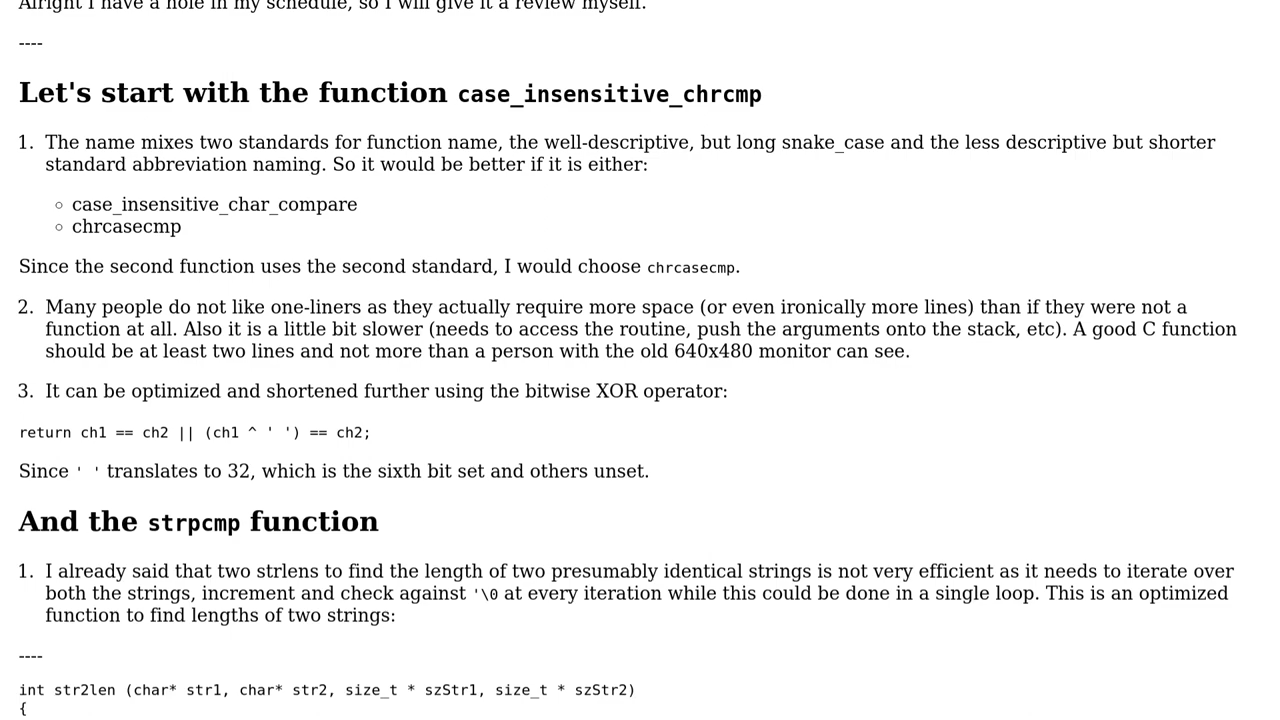 Alright I have a hole in my schedule, so I will give it a review myself.
----
Let's start with the function case_insensitive_chrcmp
1. The name mixes two standards for function name, the well-descriptive, but long snake_case and the less descriptive but shorter
standard abbreviation naming. So it would be better if it is either:
◦ case_insensitive_char_compare
◦ chrcasecmp
Since the second function uses the second standard, I would choose chrcasecmp.
2. Many people do not like one-liners as they actually require more space (or even ironically more lines) than if they were not a
function at all. Also it is a little bit slower (needs to access the routine, push the arguments onto the stack, etc). A good C function
should be at least two lines and not more than a person with the old 640x480 monitor can see.
3. It can be optimized and shortened further using the bitwise XOR operator:
return ch1 == ch2 || (ch1 ^ ' ') == ch2;
Since ' ' translates to 32, which is the sixth bit set and others unset.
And the strpcmp function
1. I already said that two strlens to find the length of two presumably identical strings is not very efficient as it needs to iterate over
both the strings, increment and check against '\0 at every iteration while this could be done in a single loop. This is an optimized
function to find lengths of two strings:
----
int str2len (char* str1, char* str2, size_t * szStr1, size_t * szStr2)
{